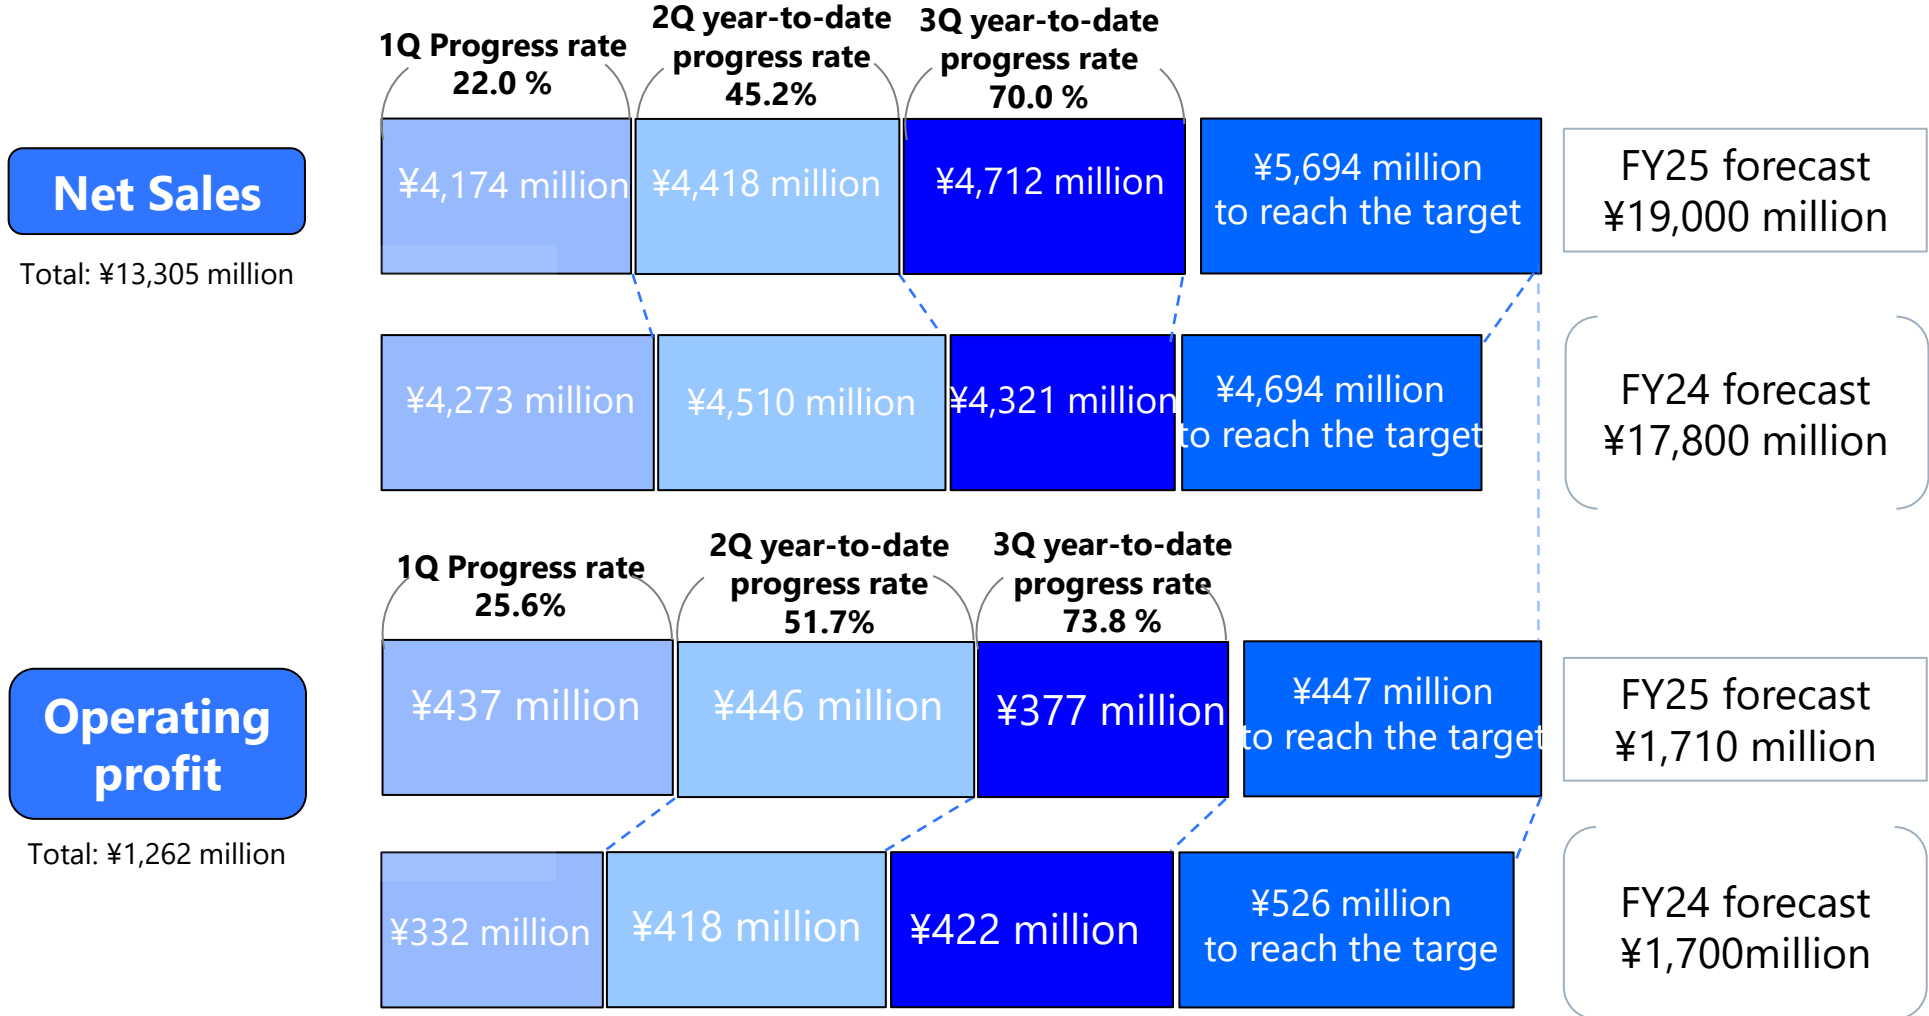 1Q Progress rate
22.0 %
2Q year-to-date
progress rate
45.2%
3Q year-to-date
progress rate
70.0 %
Net Sales
Total: ¥13,305 million
¥4,174 million
¥4,418 million
¥4,712 million
¥5,694 million
to reach the target
FY25 forecast
¥19,000 million
¥4,273 million
¥4,510 million
¥4,321 million
¥4,694 million
to reach the target
FY24 forecast
¥17,800 million
1Q Progress rate
25.6%
2Q year-to-date
progress rate
51.7%
3Q year-to-date
progress rate
73.8 %
Operating
profit
Total: ¥1,262 million
¥437 million
¥446 million
¥377 million
¥447 million
to reach the target
FY25 forecast
¥1,710 million
¥332 million
¥418 million
¥422 million
¥526 million
to reach the targe
FY24 forecast
¥1,700million